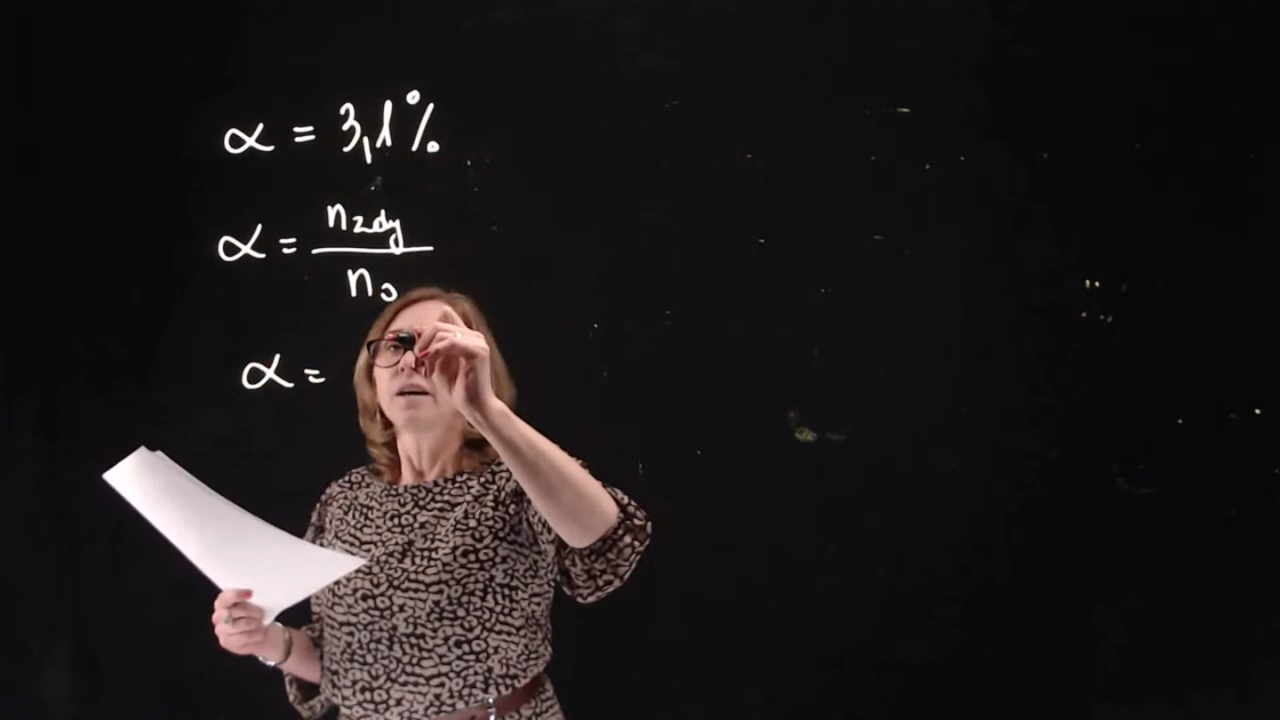 α = 3,1%
α = n zdy / n o
α =